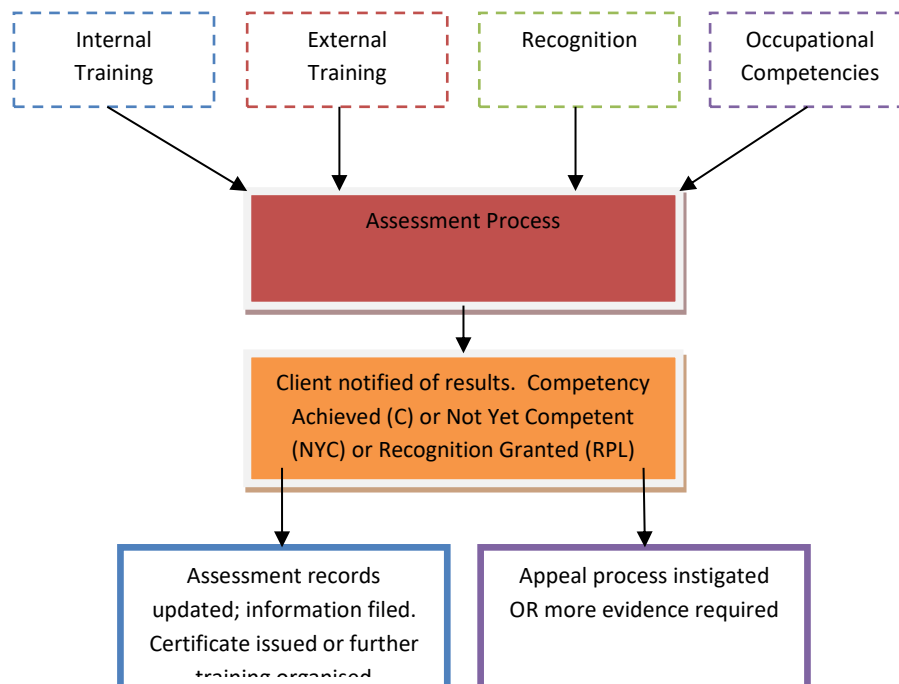 Internal
Training
External
Training
Recognition
Occupational
Competencies
Assessment Process
Client notified of results.  Competency
Achieved (C) or Not Yet Competent
(NYC) or Recognition Granted (RPL)
Assessment records
updated; information filed.
Certificate issued or further
training organised
Appeal process instigated
OR more evidence required